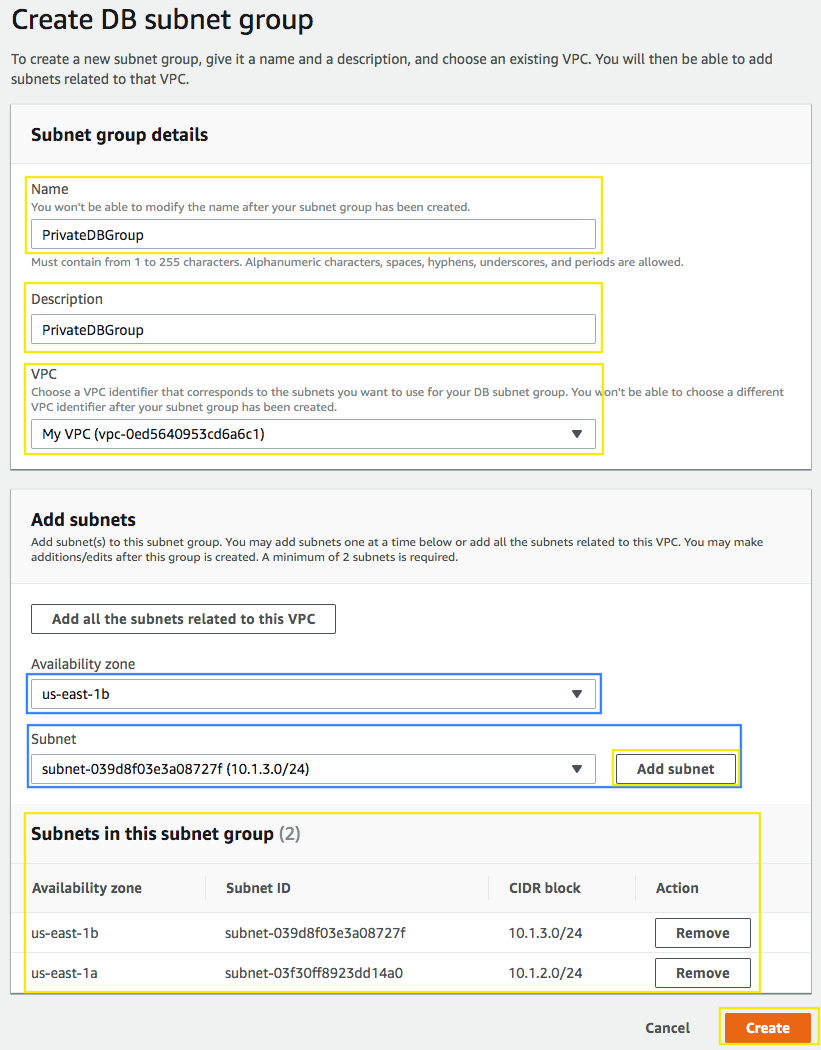 Create DB subnet group
To create a new subnet group, give it a name and a description, and choose an existing VPC. You will then be able to add
subnets related to that VPC.
Subnet group details
Name
You won't be able to modify the name after your subnet group has been created.
PrivateDBGroup
Must contain from 1 to 255 characters. Alphanumeric characters, spaces, hyphens, underscores, and periods are allowed.
Description
PrivateDBGroup
VPC
Choose a VPC identifier that corresponds to the subnets you want to use for your DB subnet group. You won't be able to choose a different
VPC identifier after your subnet group has been created.
My VPC (vpc-0ed5640953cd6a6c1)
Add subnets
Add subnet(s) to this subnet group. You may add subnets one at a time below or add all the subnets related to this VPC. You may make
additions/edits after this group is created. A minimum of 2 subnets is required.
Add all the subnets related to this VPC
Availability zone
us-east-1b
Subnet
subnet-039d8f03e3a08727f (10.1.3.0/24)
Add subnet
Subnets in this subnet group (2)
Availability zone Subnet ID CIDR block Action
us-east-1b subnet-039d8f03e3a08727f 10.1.3.0/24 Remove
us-east-1a subnet-03f30ff8923dd14a0 10.1.2.0/24 Remove
Cancel Create